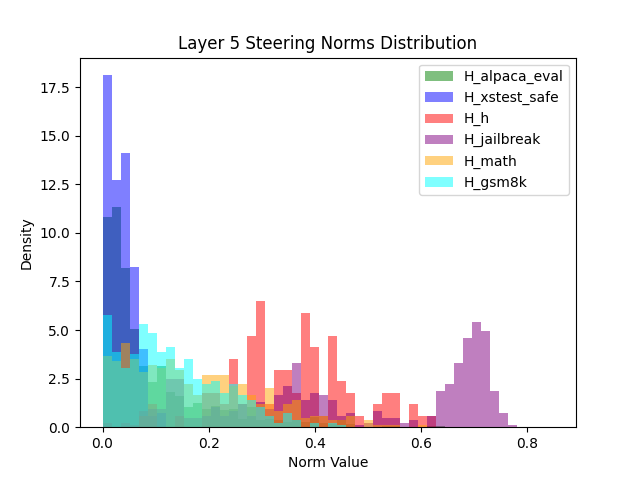 Layer 5 Steering Norms Distribution
H_alpaca_eval
H_xstest_safe
H_h
H_jailbreak
H_math
H_gsm8k
Density
17.5
15.0
12.5
10.0
7.5
5.0
2.5
0.0
0.0 0.2 0.4 0.6 0.8
Norm Value